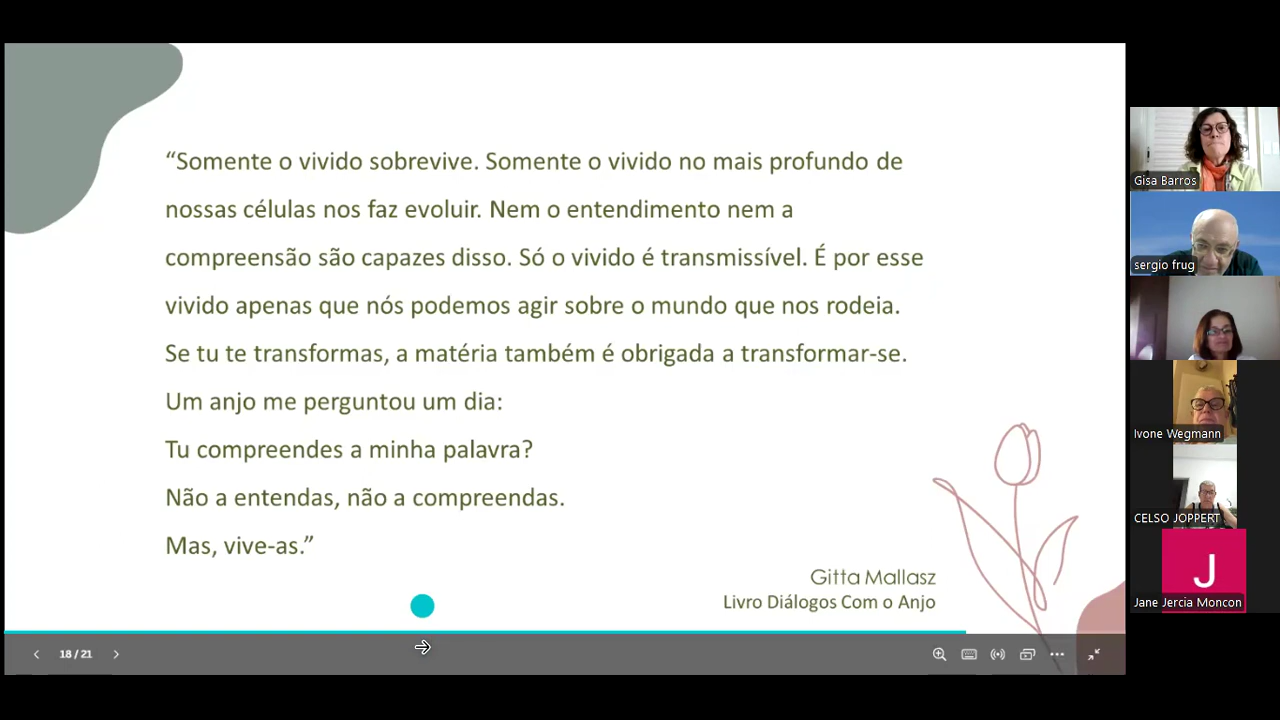 “Somente o vivido sobrevive. Somente o vivido no mais profundo de
nossas células nos faz evoluir. Nem o entendimento nem a
compreensão são capazes disso. Só o vivido é transmissível. É por esse
vivido apenas que nós podemos agir sobre o mundo que nos rodeia.
Se tu te transformas, a matéria também é obrigada a transformar-se.
Um anjo me perguntou um dia:
Tu compreendes a minha palavra?
Não a entendas, não a compreendas.
Mas, vive-as.”
Gitta Mallasz
Livro Diálogos Com o Anjo
18 / 21
Gisa Barros
sergio frug
Ivone Wegmann
CELSO JOPPERT
J
Jane Jercia Moncon